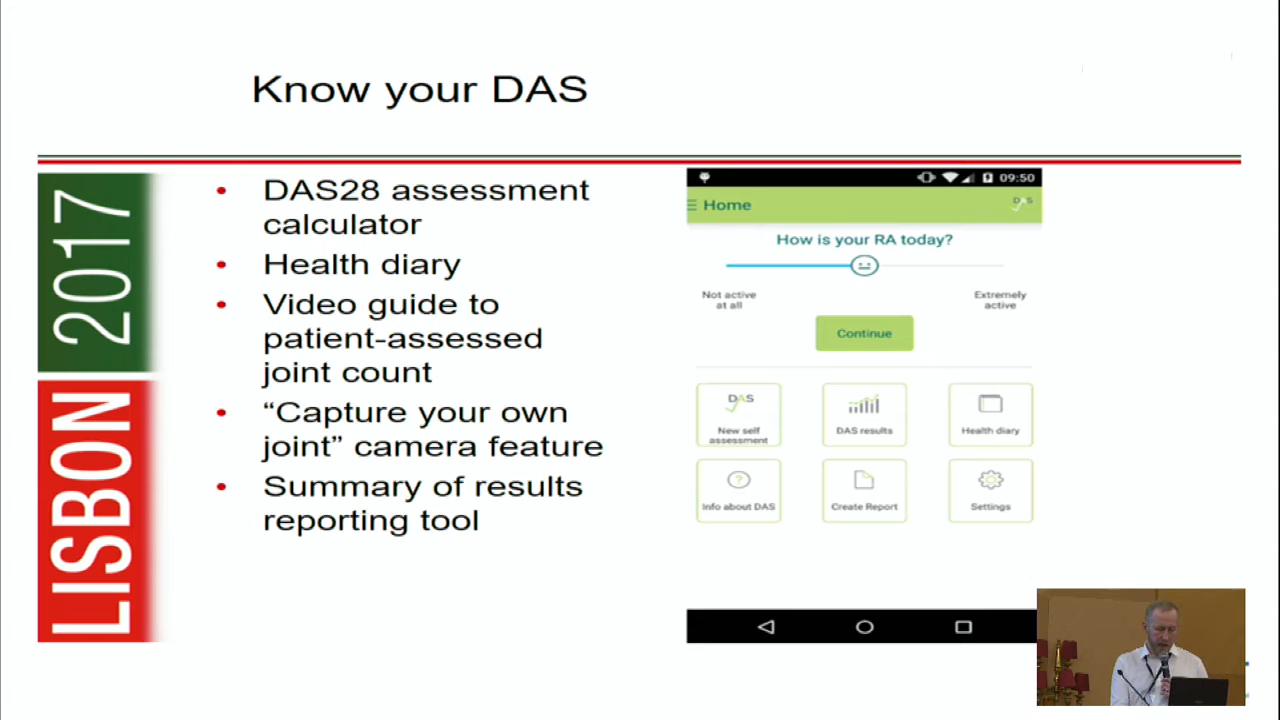 Know your DAS
LISBON 2017
• DAS28 assessment
calculator
• Health diary
• Video guide to
patient-assessed
joint count
• “Capture your own
joint” camera feature
• Summary of results
reporting tool
09:50
Home
DAS
How is your RA today?
Not active
at all
Extremely
active
Continue
DAS
New self
assessment
DAS results
Health diary
Info about DAS
Create Report
Settings